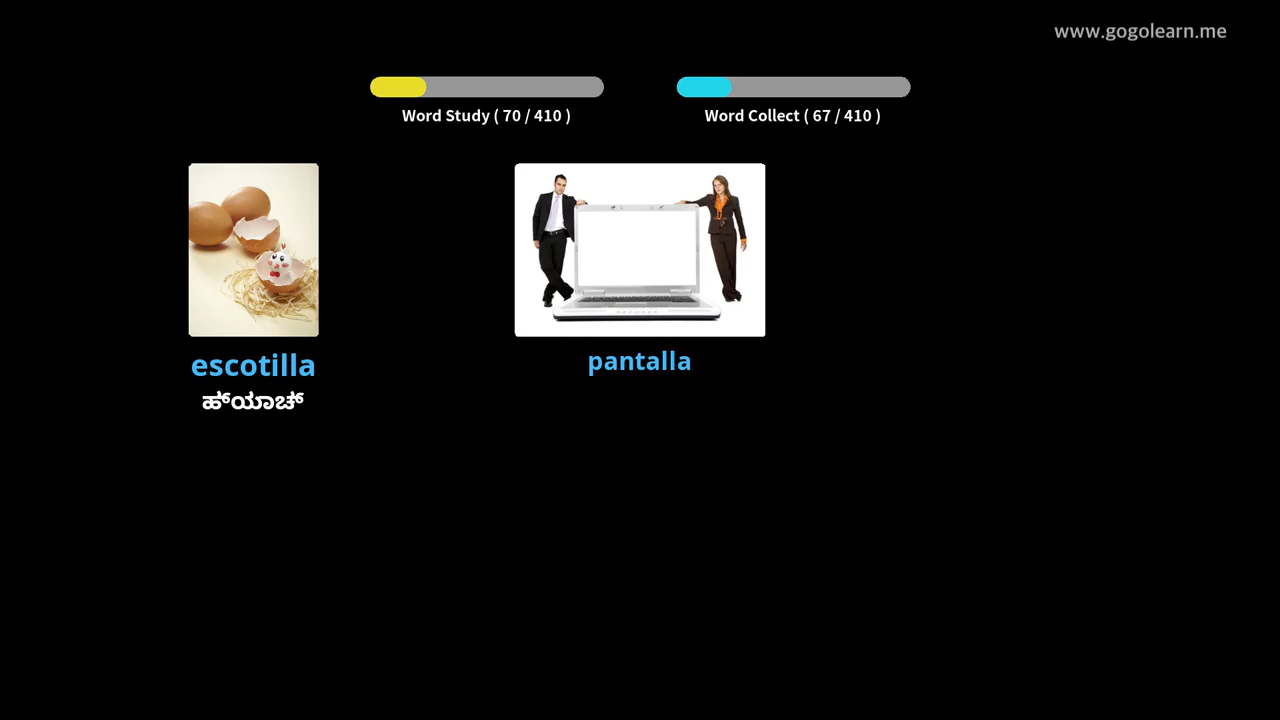 www.gogolearn.me
Word Study ( 70 / 410 )
Word Collect ( 67 / 410 )
escotilla
ಹ್ಯಾಚ್
pantalla